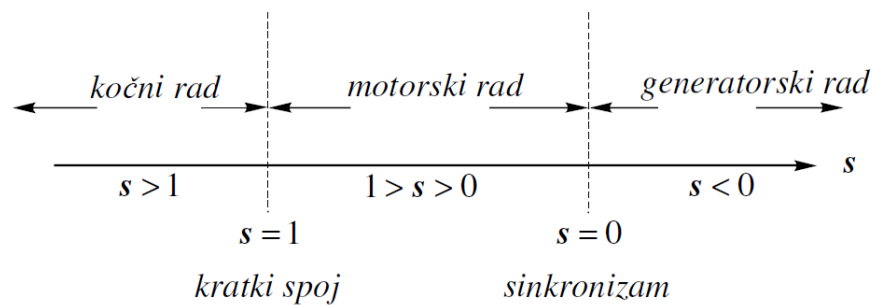 kočni rad motorski rad generatorski rad
s
s > 1 1 > s > 0 s < 0
s = 1 s = 0
kratki spoj sinkronizam